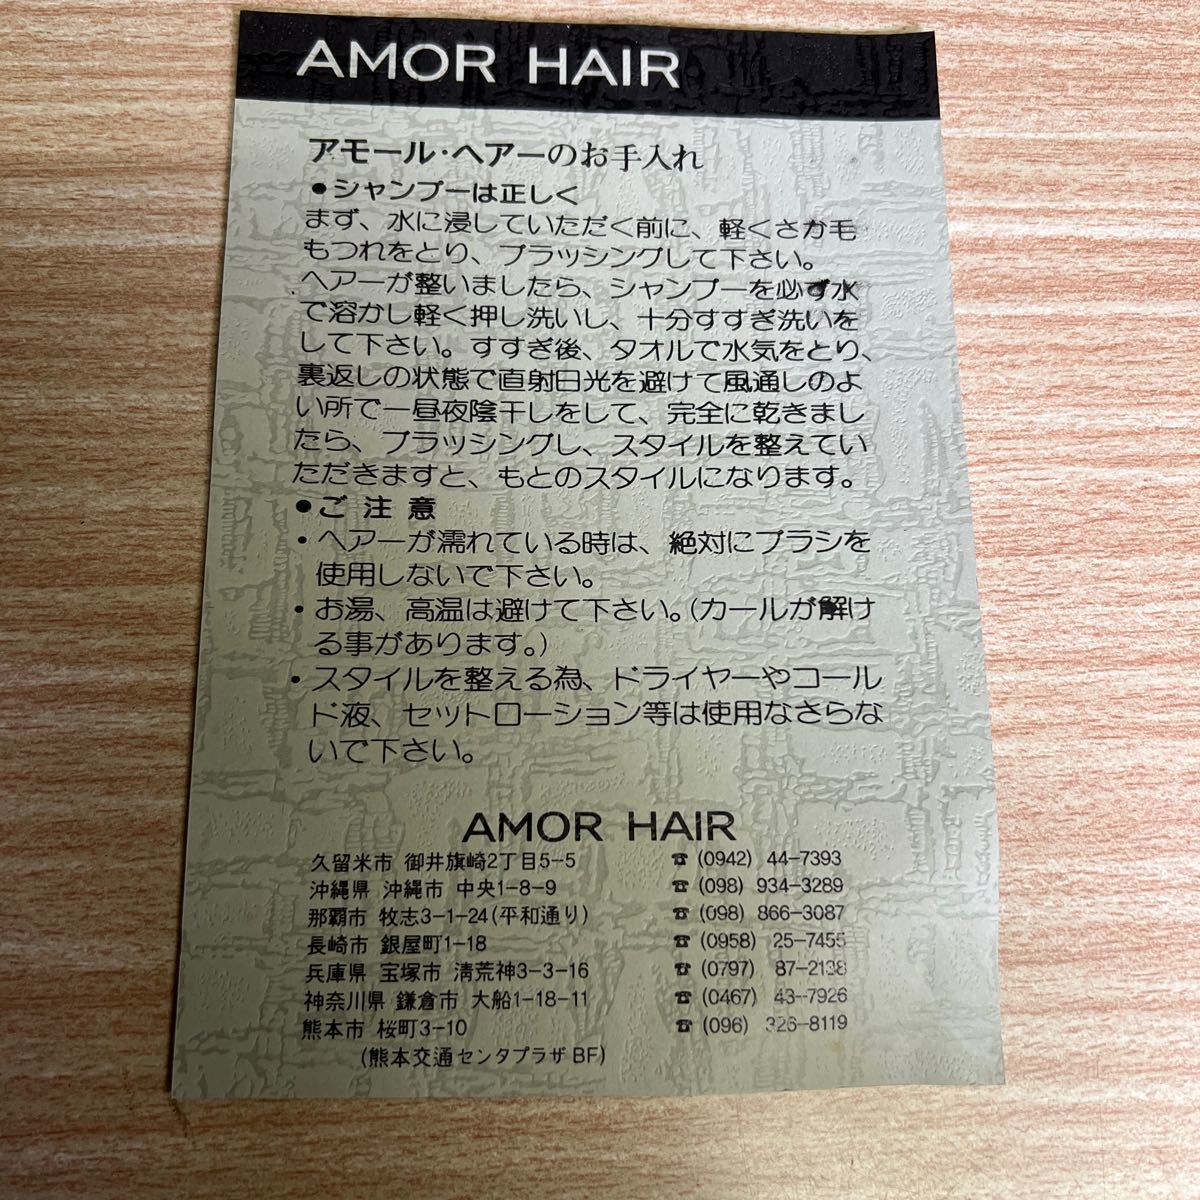 AMOR HAIR
アモール・ヘアーのお手入れ
●シャンプーは正しく
まず、水に浸していただく前に、軽くさか毛
もつれをとり、ブラッシングして下さい。
ヘアーが整いましたら、シャンプーを必ず水
で溶かし軽く押し洗いし、十分すすぎ洗いを
して下さい。すすぎ後、タオルで水気をとり、
裏返しの状態で直射日光を避けて風通しのよ
い所で一昼夜陰干しをして、完全に乾きまし
たら、ブラッシングし、スタイルを整えてい
ただきますと、もとのスタイルになります。
●ご注意
・ヘアーが濡れている時は、絶対にブラシを
使用しないで下さい。
・お湯、高温は避けて下さい。(カールが解け
る事があります。)
・スタイルを整える為、ドライヤーやコール
ド液、セットローション等は使用なさらな
いで下さい。
AMOR HAIR
久留米市 御井旗崎2丁目5-5 ☎(0942) 44-7393
沖縄県 沖縄市 中央1-8-9 ☎(098) 934-3289
那覇市 牧志3-1-24(平和通り) ☎(098) 866-3087
長崎市 銀屋町1-18 ☎(0958) 25-7455
兵庫県 宝塚市 清荒神3-3-16 ☎(0797) 87-2138
神奈川県 鎌倉市 大船1-18-11 ☎(0467) 43-7926
熊本市 桜町3-10 ☎(096) 326-8119
(熊本交通センタプラザBF)